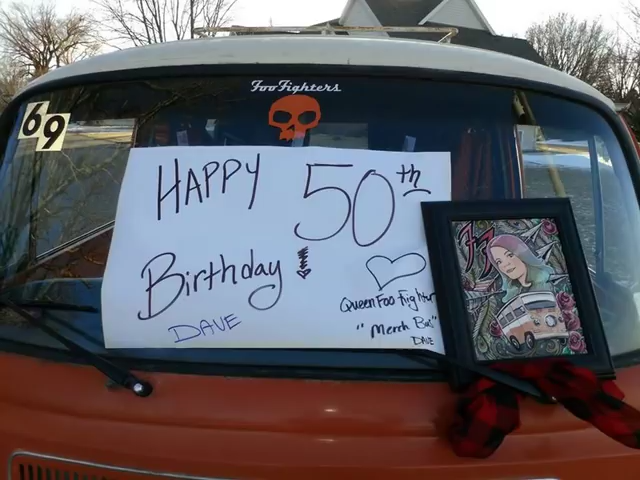 Foo Fighters
69
HAPPY 50th
Birthday!
DAVE
Queen Foo Fighter
"Merch Bus"
DAVE
FF